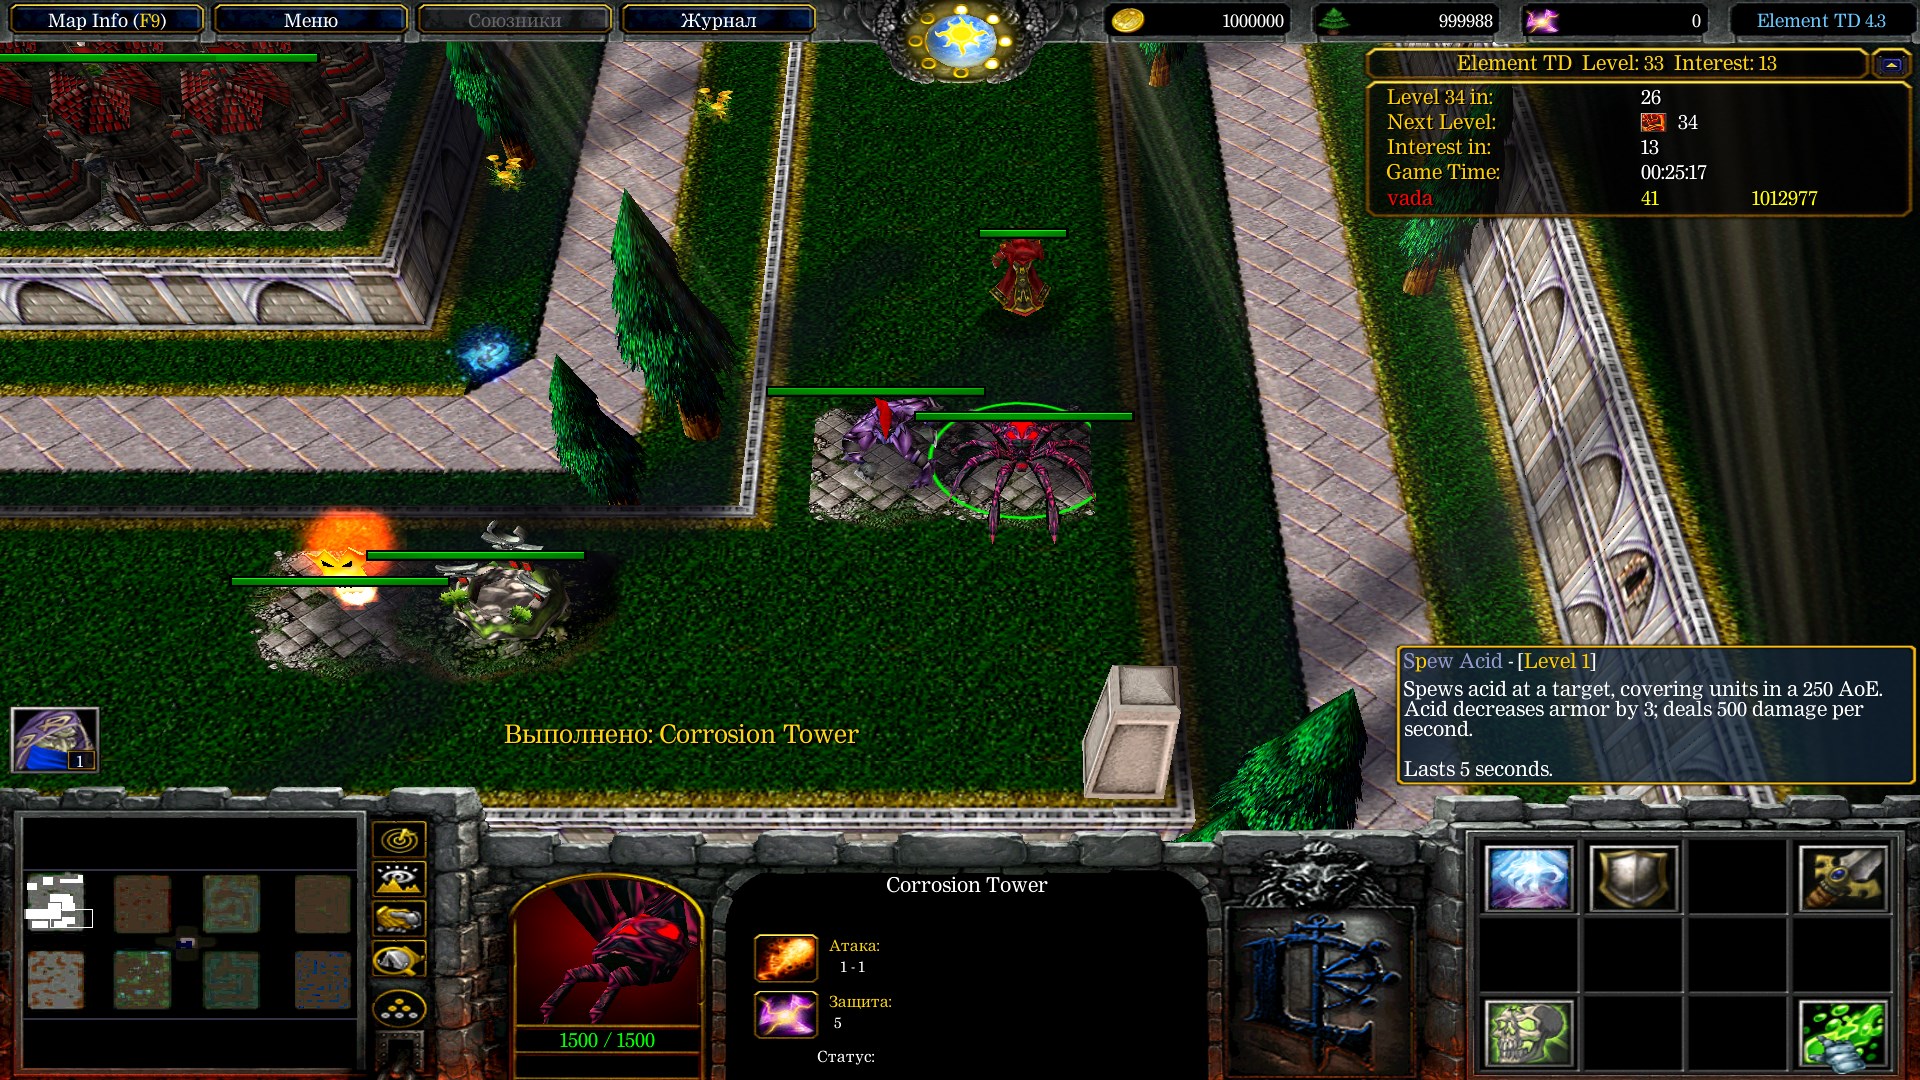 Map Info (F9)
Меню
Союзники
Журнал
1000000
999988
0
Element TD 4.3
Element TD Level: 33 Interest: 13
Level 34 in: 26
Next Level: 34
Interest in: 13
Game Time: 00:25:17
vada 41 1012977
Spew Acid - [Level 1]
Spews acid at a target, covering units in a 250 AoE.
Acid decreases armor by 3; deals 500 damage per
second.
Lasts 5 seconds.
Выполнено: Corrosion Tower
1
Corrosion Tower
Атака:
1 - 1
Защита:
5
Статус:
1500 / 1500